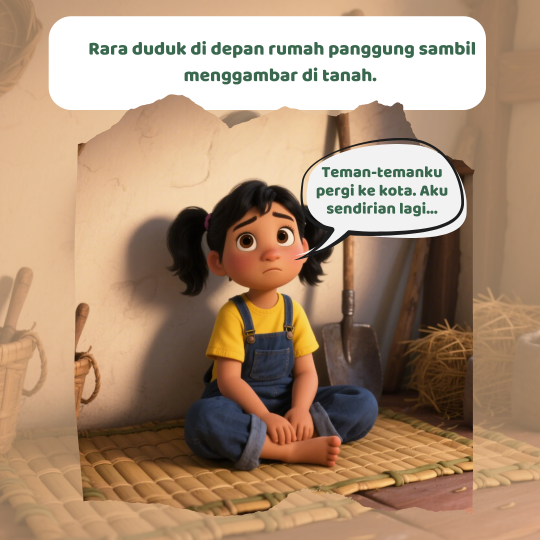 Rara duduk di depan rumah panggung sambil
menggambar di tanah.
Teman-temanku
pergi ke kota. Aku
sendirian lagi...